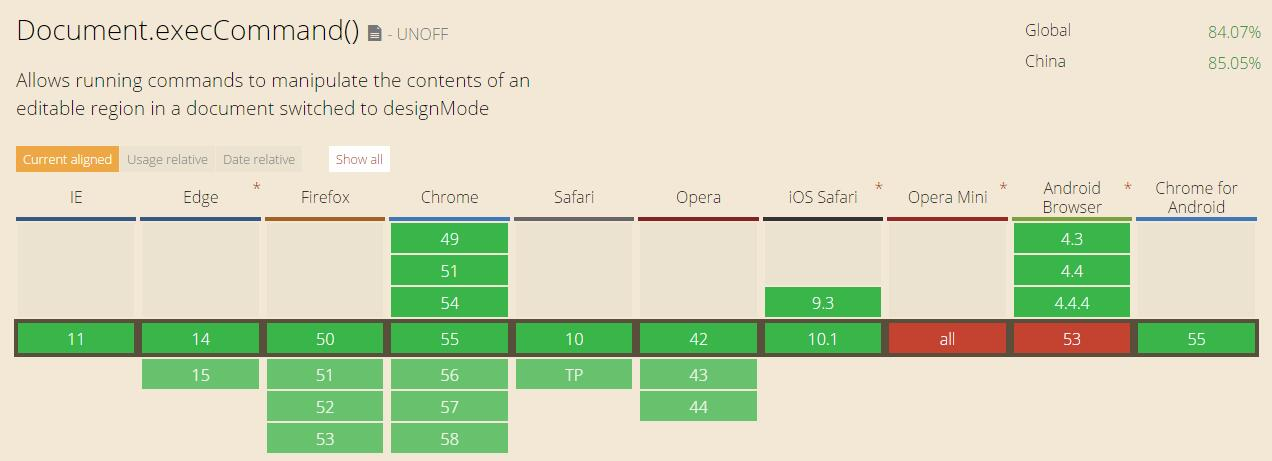 Document.execCommand() - UNOFF
Global 84.07%
China 85.05%
Allows running commands to manipulate the contents of an
editable region in a document switched to designMode
Current aligned Usage relative Date relative Show all
IE Edge * Firefox Chrome Safari Opera iOS Safari * Opera Mini * Android Browser * Chrome for Android
49 4.3
51 4.4
54 9.3 4.4.4
11 14 50 55 10 42 10.1 all 53 55
15 51 56 TP 43
52 57 44
53 58